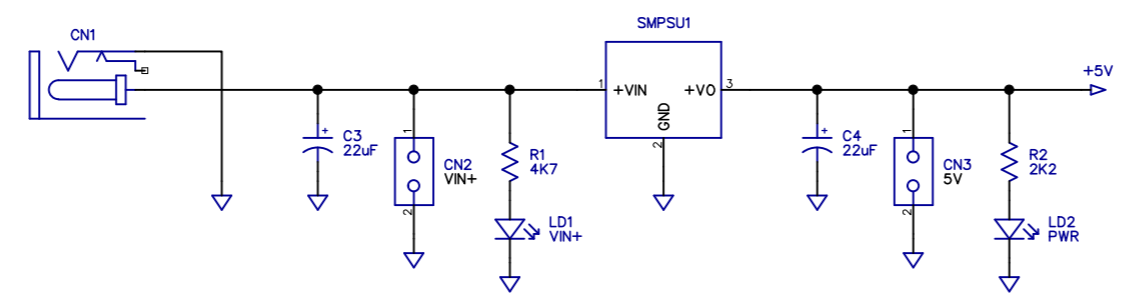 SMPSU1
CN1
+5V
1
+VIN
+VO
3
GND
2
+
C3
22uF
1
CN2
VIN+
2
R1
4K7
LD1
VIN+
+
C4
22uF
1
CN3
5V
2
R2
2K2
LD2
PWR